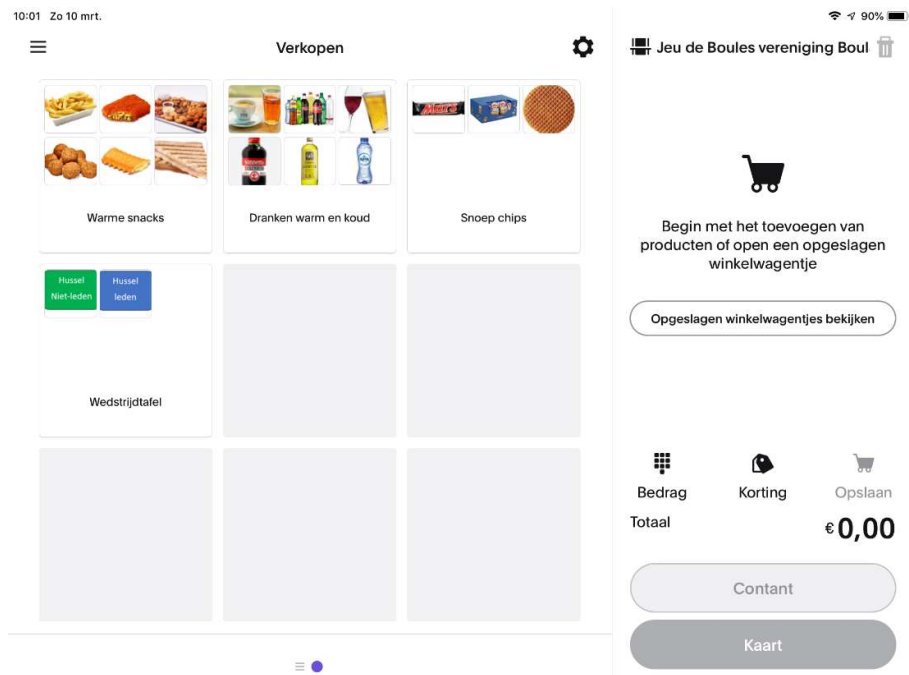 10:01 Zo 10 mrt.
90%
Verkopen
Jeu de Boules vereniging Boul
Warme snacks
Dranken warm en koud
MARS
Snoep chips
Hussel
Niet-leden
Hussel
leden
Wedstrijdtafel
Begin met het toevoegen van
producten of open een opgeslagen
winkelwagentje
Opgeslagen winkelwagentjes bekijken
Bedrag
Korting
Opslaan
Totaal
€ 0,00
Contant
Kaart